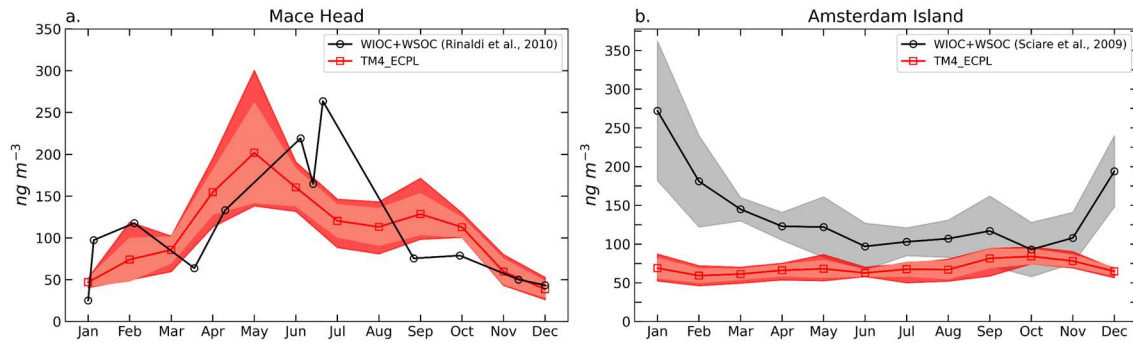 a.
Mace Head
WIOC+WSOC (Rinaldi et al., 2010)
TM4_ECPL
ng m⁻³
350
300
250
200
150
100
50
0
Jan Feb Mar Apr May Jun Jul Aug Sep Oct Nov Dec
b.
Amsterdam Island
WIOC+WSOC (Sciare et al., 2009)
TM4_ECPL
ng m⁻³
350
300
250
200
150
100
50
0
Jan Feb Mar Apr May Jun Jul Aug Sep Oct Nov Dec